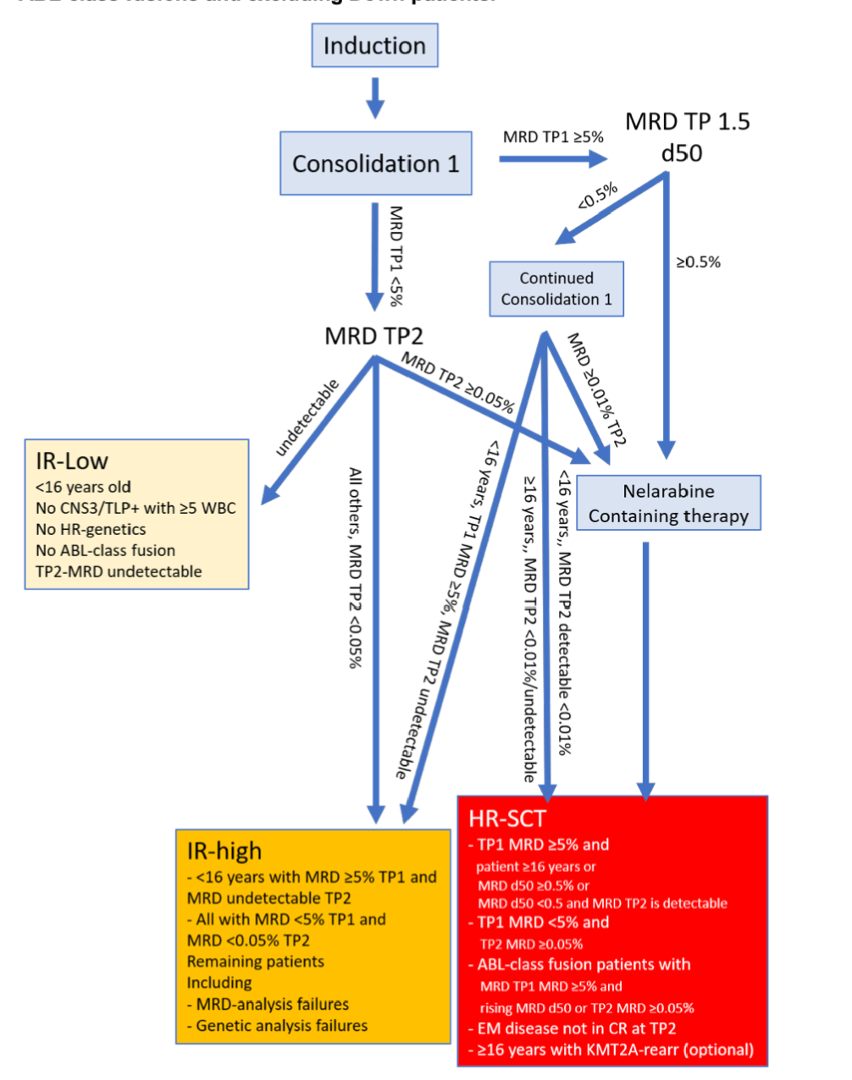 Induction
Consolidation 1
MRD TP1 ≥5%
MRD TP 1.5
d50
<0.5%
≥0.5%
MRD TP1 <5%
Continued
Consolidation 1
MRD TP2
undetectable
MRD TP2 ≥0.05%
MRD ≥0.01% TP2
All others, MRD TP2 <0.05%
<16 years, TP1 MRD ≥5%, MRD TP2 undetectable
≥16 years,, MRD TP2 <0.01%/undetectable
<16 years,, MRD TP2 detectable <0.01%
IR-Low
<16 years old
No CNS3/TLP+ with ≥5 WBC
No HR-genetics
No ABL-class fusion
TP2-MRD undetectable
Nelarabine
Containing therapy
IR-high
- <16 years with MRD ≥5% TP1 and
MRD undetectable TP2
- All with MRD <5% TP1 and
MRD <0.05% TP2
Remaining patients
Including
- MRD-analysis failures
- Genetic analysis failures
HR-SCT
- TP1 MRD ≥5% and
patient ≥16 years or
MRD d50 ≥0.5% or
MRD d50 <0.5 and MRD TP2 is detectable
- TP1 MRD <5% and
TP2 MRD ≥0.05%
- ABL-class fusion patients with
MRD TP1 MRD ≥5% and
rising MRD d50 or TP2 MRD ≥0.05%
- EM disease not in CR at TP2
- ≥16 years with KMT2A-rearr (optional)